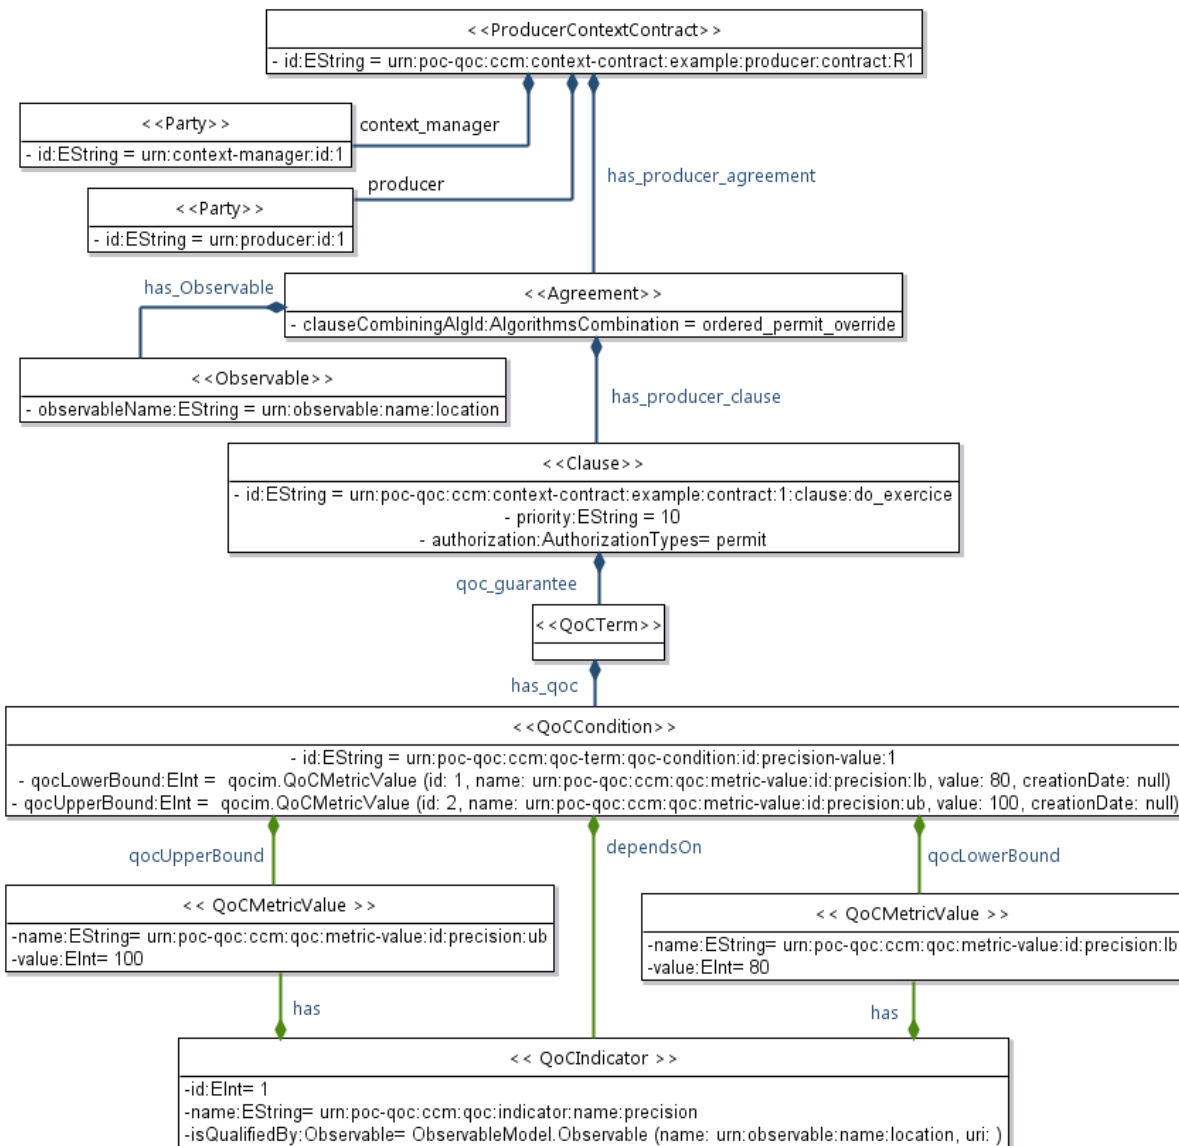 <<ProducerContextContract>>
- id:EString = urn:poc-qoc:ccm:context-contract:example:producer:contract:R1
<<Party>>
- id:EString = urn:context-manager:id:1
context_manager
producer
has_producer_agreement
<<Party>>
- id:EString = urn:producer:id:1
has_Observable
<<Agreement>>
- clauseCombiningAlgId:AlgorithmsCombination = ordered_permit_override
<<Observable>>
- observableName:EString = urn:observable:name:location
has_producer_clause
<<Clause>>
- id:EString = urn:poc-qoc:ccm:context-contract:example:contract:1:clause:do_exercice
- priority:EString = 10
- authorization:AuthorizationTypes= permit
qoc_guarantee
<<QoCTerm>>
has_qoc
<<QoCCondition>>
- id:EString = urn:poc-qoc:ccm:qoc-term:qoc-condition:id:precision-value:1
- qocLowerBound:EInt = qocim.QoCMetricValue (id: 1, name: urn:poc-qoc:ccm:qoc:metric-value:id:precision:lb, value: 80, creationDate: null)
- qocUpperBound:EInt = qocim.QoCMetricValue (id: 2, name: urn:poc-qoc:ccm:qoc:metric-value:id:precision:ub, value: 100, creationDate: null)
qocUpperBound
dependsOn
qocLowerBound
<< QoCMetricValue >>
-name:EString= urn:poc-qoc:ccm:qoc:metric-value:id:precision:ub
-value:EInt= 100
<< QoCMetricValue >>
-name:EString= urn:poc-qoc:ccm:qoc:metric-value:id:precision:lb
-value:EInt= 80
has
has
<< QoCIndicator >>
-id:EInt= 1
-name:EString= urn:poc-qoc:ccm:qoc:indicator:name:precision
-isQualifiedBy:Observable= ObservableModel.Observable (name: urn:observable:name:location, uri: )